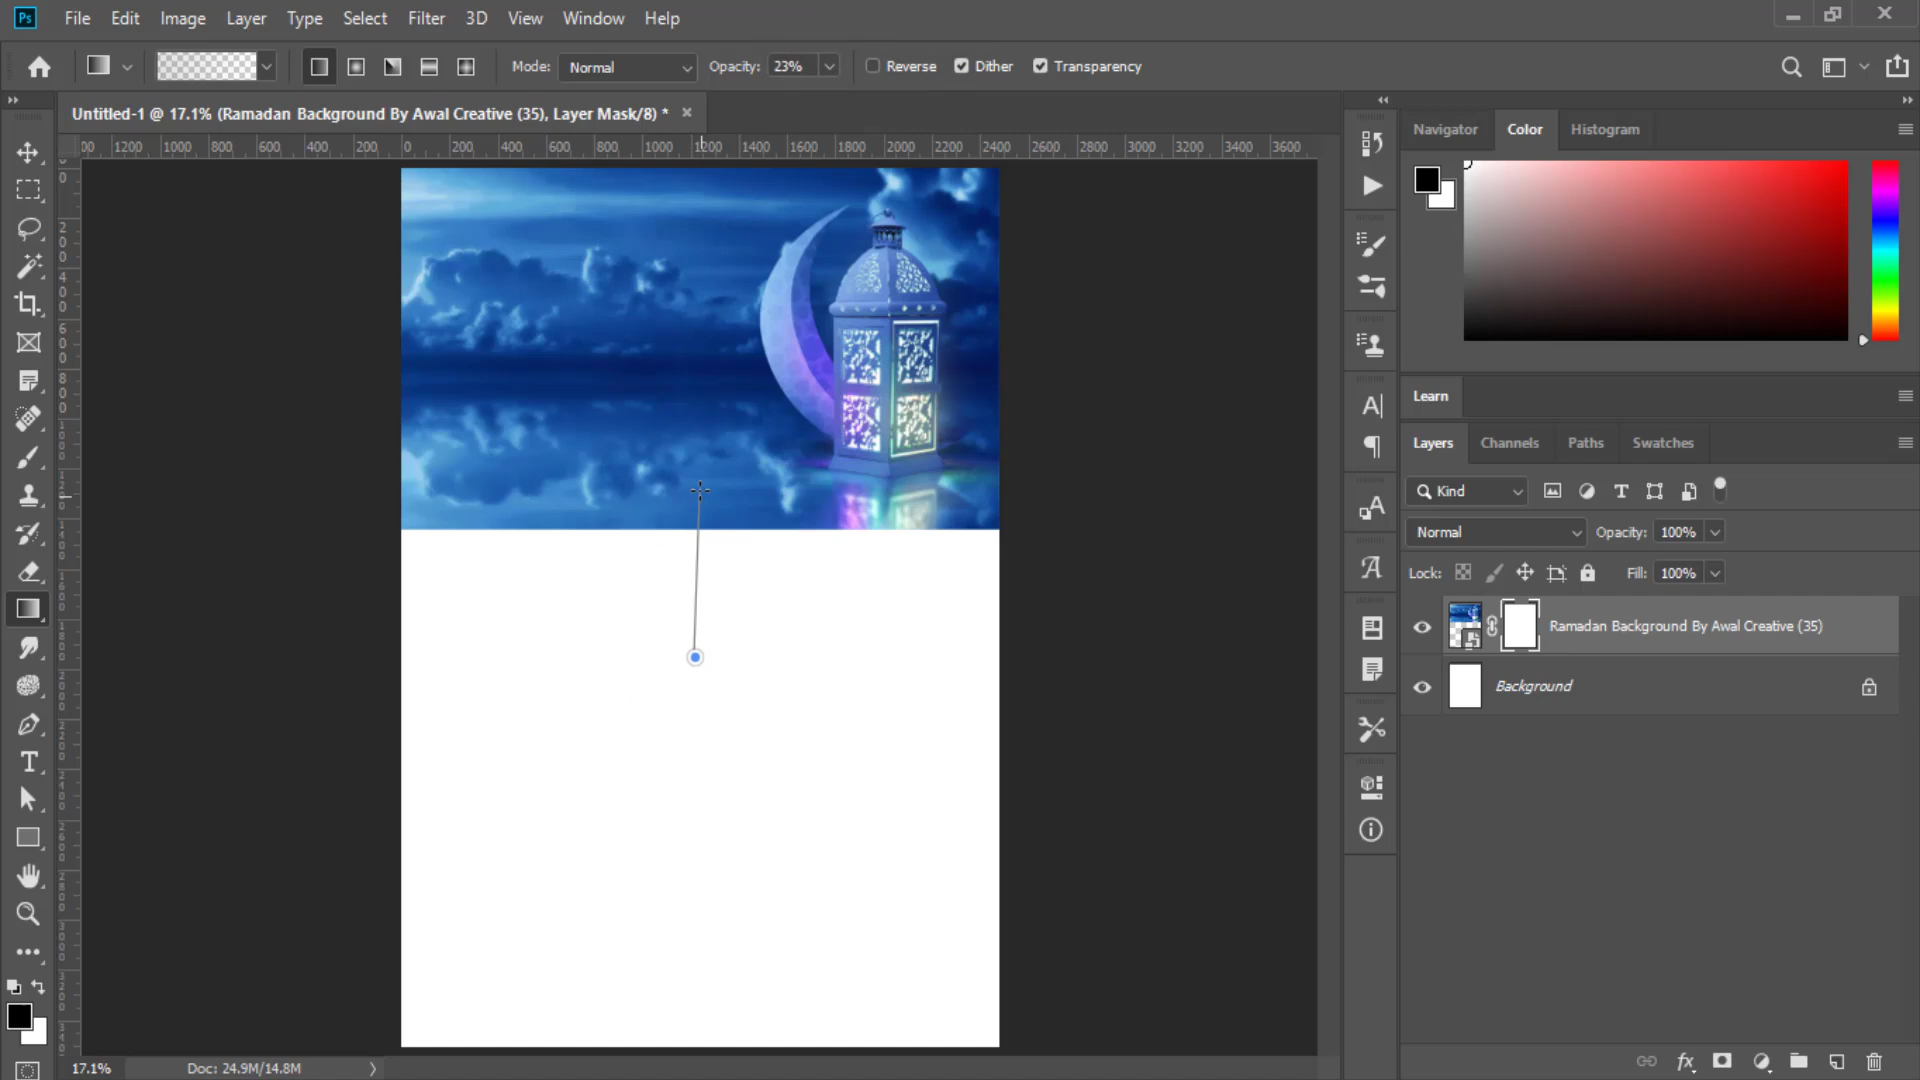 Ps File Edit Image Layer Type Select Filter 3D View Window Help
Mode: Normal Opacity: 23% Reverse Dither Transparency
Untitled-1 @ 17.1% (Ramadan Background By Awal Creative (35), Layer Mask/8) *
00 1200 1000 800 600 400 200 0 200 400 600 800 1000 1200 1400 1600 1800 2000 2200 2400 2600 2800 3000 3200 3400 3600
Navigator Color Histogram
Learn
Layers Channels Paths Swatches
Kind
Normal Opacity: 100%
Lock: Fill: 100%
Ramadan Background By Awal Creative (35)
Background
17.1% Doc: 24.9M/14.8M